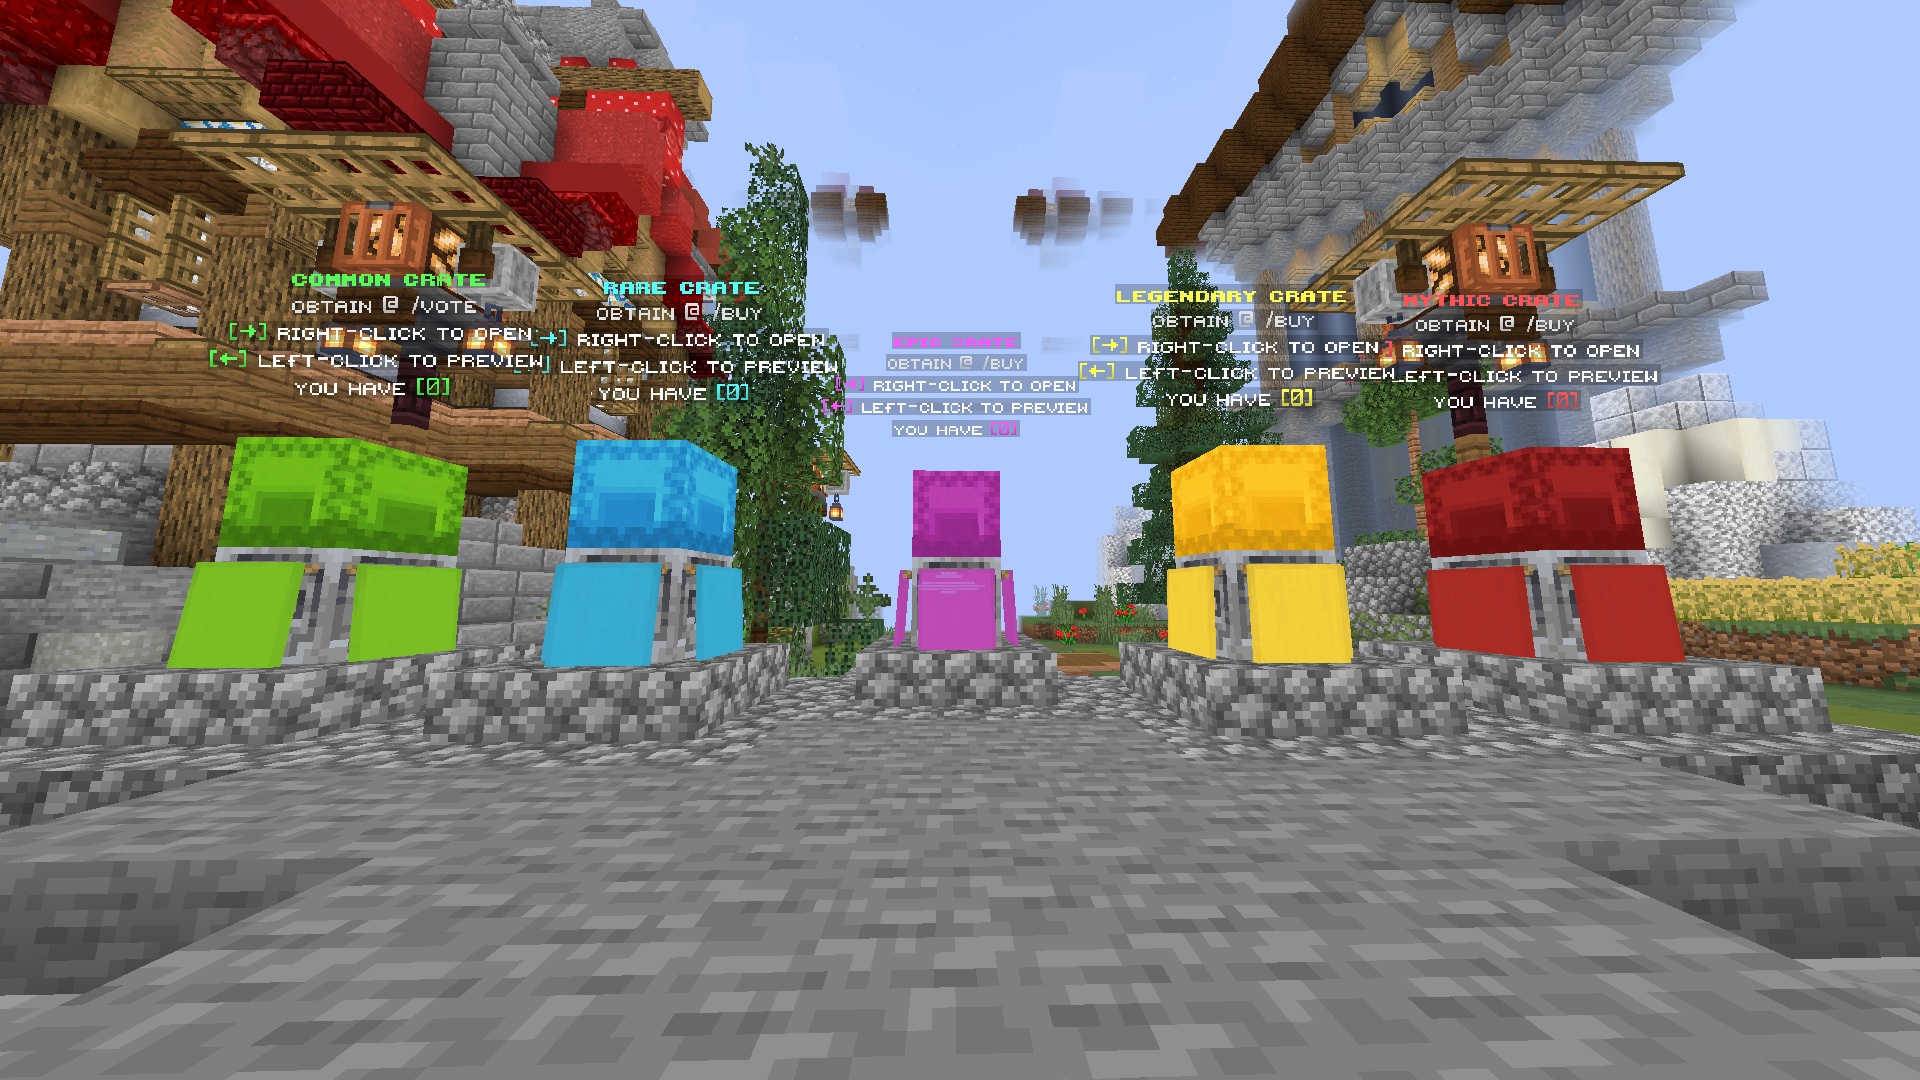 COMMON CRATE
OBTAIN @ /VOTE
[→] RIGHT-CLICK TO OPEN
[←] LEFT-CLICK TO PREVIEW
YOU HAVE [0]
RARE CRATE
OBTAIN @ /BUY
[→] RIGHT-CLICK TO OPEN
LEFT-CLICK TO PREVIEW
YOU HAVE [0]
EPIC CRATE
OBTAIN @ /BUY
[→] RIGHT-CLICK TO OPEN
[←] LEFT-CLICK TO PREVIEW
YOU HAVE [0]
LEGENDARY CRATE
OBTAIN @ /BUY
[→] RIGHT-CLICK TO OPEN
[←] LEFT-CLICK TO PREVIEW
YOU HAVE [0]
MYTHIC CRATE
OBTAIN @ /BUY
RIGHT-CLICK TO OPEN
LEFT-CLICK TO PREVIEW
YOU HAVE [0]